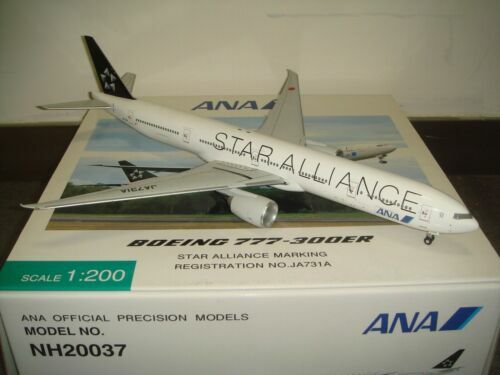 ANA
STAR ALLIANCE
ANA
JA731A
BOEING 777-300ER
STAR ALLIANCE MARKING
REGISTRATION NO.JA731A
SCALE 1:200
ANA OFFICIAL PRECISION MODELS
MODEL NO.
NH20037
ANA